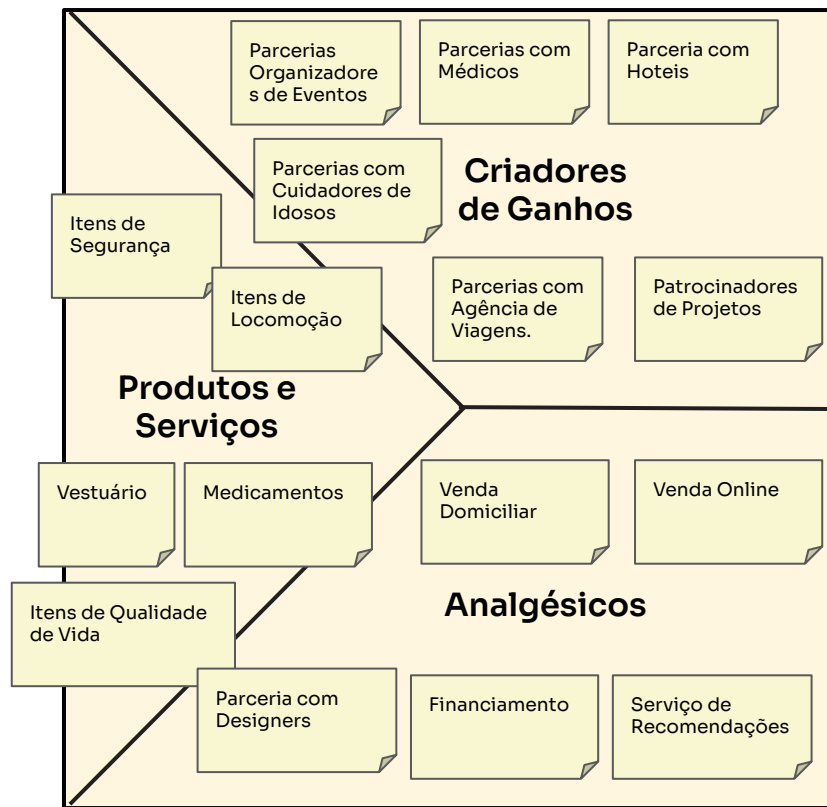 Parcerias
Organizadore
s de Eventos
Parcerias com
Médicos
Parceria com
Hoteis
Parcerias com
Cuidadores de
Idosos
Criadores
de Ganhos
Itens de
Segurança
Itens de
Locomoção
Parcerias com
Agência de
Viagens.
Patrocinadores
de Projetos
Produtos e
Serviços
Vestuário
Medicamentos
Venda
Domiciliar
Venda Online
Itens de Qualidade
de Vida
Analgésicos
Parceria com
Designers
Financiamento
Serviço de
Recomendações